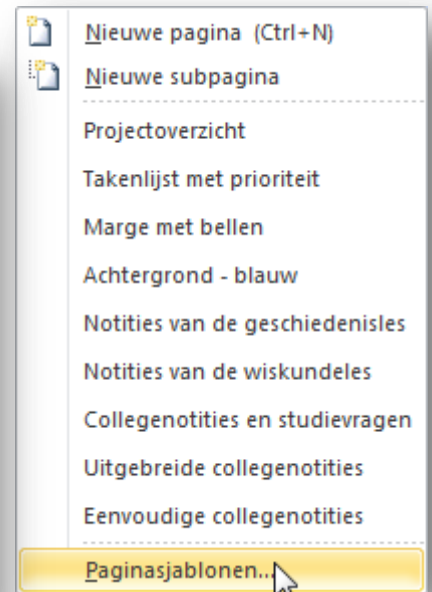 Nieuwe pagina (Ctrl+N)
Nieuwe subpagina
Projectoverzicht
Takenlijst met prioriteit
Marge met bellen
Achtergrond - blauw
Notities van de geschiedenisles
Notities van de wiskundeles
Collegenotities en studievragen
Uitgebreide collegenotities
Eenvoudige collegenotities
Paginasjablonen...